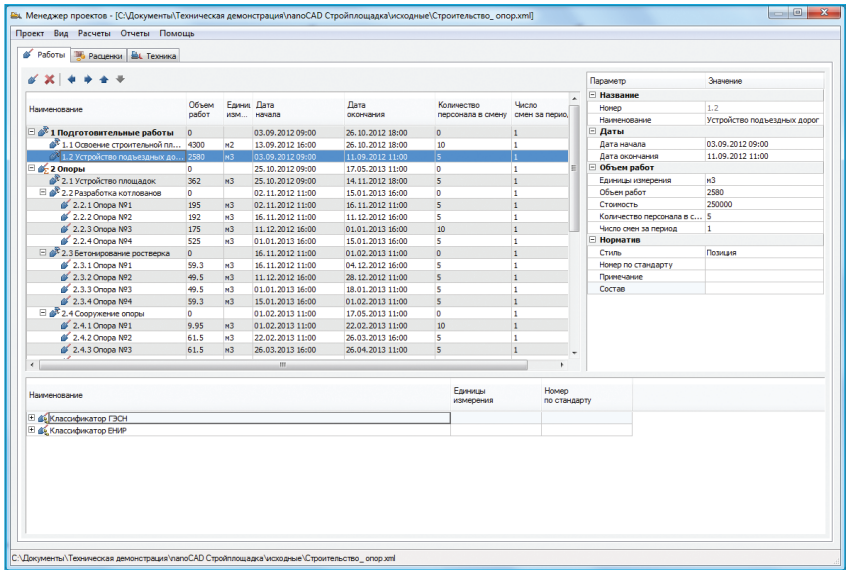 Менеджер проектов - [C:\Документы\Техническая демонстрация\nanoCAD Стройплощадка\исходные\Строительство_ опор.xml]
Проект Вид Расчеты Отчеты Помощь
Работы Расценки Техника
Наименование Объем работ Единиц изм... Дата начала Дата окончания Количество персонала в смену Число смен за период
1 Подготовительные работы 0 03.09.2012 09:00 26.10.2012 18:00 0 1
1.1 Освоение строительной пл... 4300 м2 13.09.2012 16:00 26.10.2012 18:00 10 1
1.2 Устройство подъездных до... 2580 м3 03.09.2012 09:00 11.09.2012 11:00 5 1
2 Опоры 0 25.10.2012 09:00 17.05.2013 11:00 0 1
2.1 Устройство площадок 362 м3 25.10.2012 09:00 14.11.2012 18:00 5 1
2.2 Разработка котлованов 0 02.11.2012 11:00 15.01.2013 16:00 0 1
2.2.1 Опора №1 195 м3 02.11.2012 11:00 16.11.2012 11:00 5 1
2.2.2 Опора №2 192 м3 16.11.2012 11:00 11.12.2012 16:00 5 1
2.2.3 Опора №3 175 м3 11.12.2012 16:00 01.01.2013 16:00 10 1
2.2.4 Опора №4 525 м3 01.01.2013 16:00 15.01.2013 16:00 5 1
2.3 Бетонирование ростверка 0 16.11.2012 11:00 01.02.2013 11:00 0 1
2.3.1 Опора №1 59.3 м3 16.11.2012 11:00 04.12.2012 16:00 5 1
2.3.2 Опора №2 49.5 м3 11.12.2012 16:00 28.12.2012 11:00 5 1
2.3.3 Опора №3 49.5 м3 01.01.2013 16:00 18.01.2013 11:00 5 1
2.3.4 Опора №4 59.3 м3 15.01.2013 16:00 01.02.2013 11:00 5 1
2.4 Сооружение опоры 0 01.02.2013 11:00 17.05.2013 11:00 0 1
2.4.1 Опора №1 9.95 м3 01.02.2013 11:00 22.02.2013 11:00 10 1
2.4.2 Опора №2 61.5 м3 22.02.2013 11:00 26.03.2013 16:00 5 1
2.4.3 Опора №3 61.5 м3 26.03.2013 16:00 26.04.2013 11:00 5 1
Параметр Значение
Название
Номер 1.2
Наименование Устройство подъездных дорог
Даты
Дата начала 03.09.2012 09:00
Дата окончания 11.09.2012 11:00
Объем работ
Единицы измерения м3
Объем работ 2580
Стоимость 250000
Количество персонала в с... 5
Число смен за период 1
Норматив
Стиль Позиция
Номер по стандарту
Примечание
Состав
Наименование Единицы измерения Номер по стандарту
Классификатор ГЭСН
Классификатор ЕНИР
C:\Документы\Техническая демонстрация\nanoCAD Стройплощадка\исходные\Строительство_ опор.xml